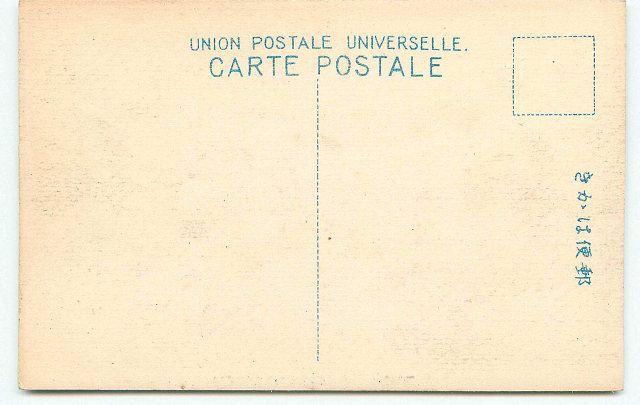 UNION POSTALE UNIVERSELLE.
CARTE POSTALE
郵便はがき